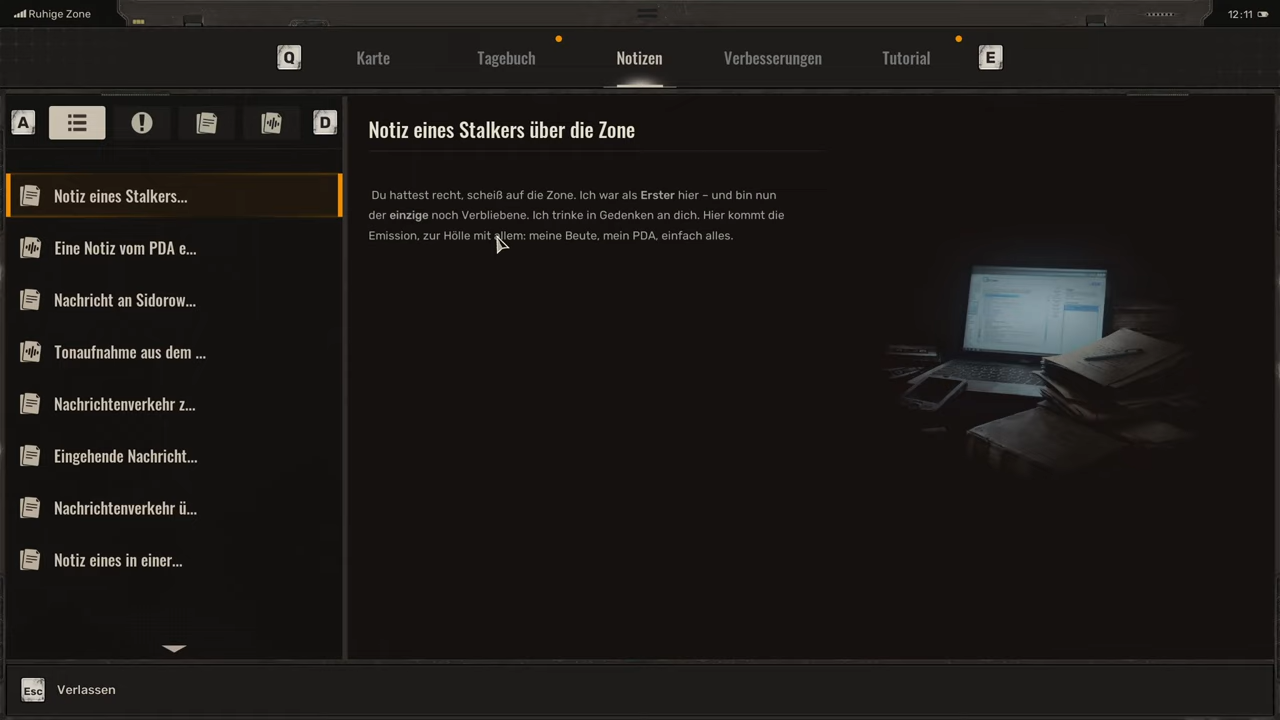 Ruhige Zone
12:11
Q
Karte
Tagebuch
Notizen
Verbesserungen
Tutorial
E
A
D
Notiz eines Stalkers...
Eine Notiz vom PDA e...
Nachricht an Sidorow...
Tonaufnahme aus dem ...
Nachrichtenverkehr z...
Eingehende Nachricht...
Nachrichtenverkehr ü...
Notiz eines in einer...
Notiz eines Stalkers über die Zone
Du hattest recht, scheiß auf die Zone. Ich war als Erster hier – und bin nun
der einzige noch Verbliebene. Ich trinke in Gedenken an dich. Hier kommt die
Emission, zur Hölle mit allem: meine Beute, mein PDA, einfach alles.
Esc
Verlassen